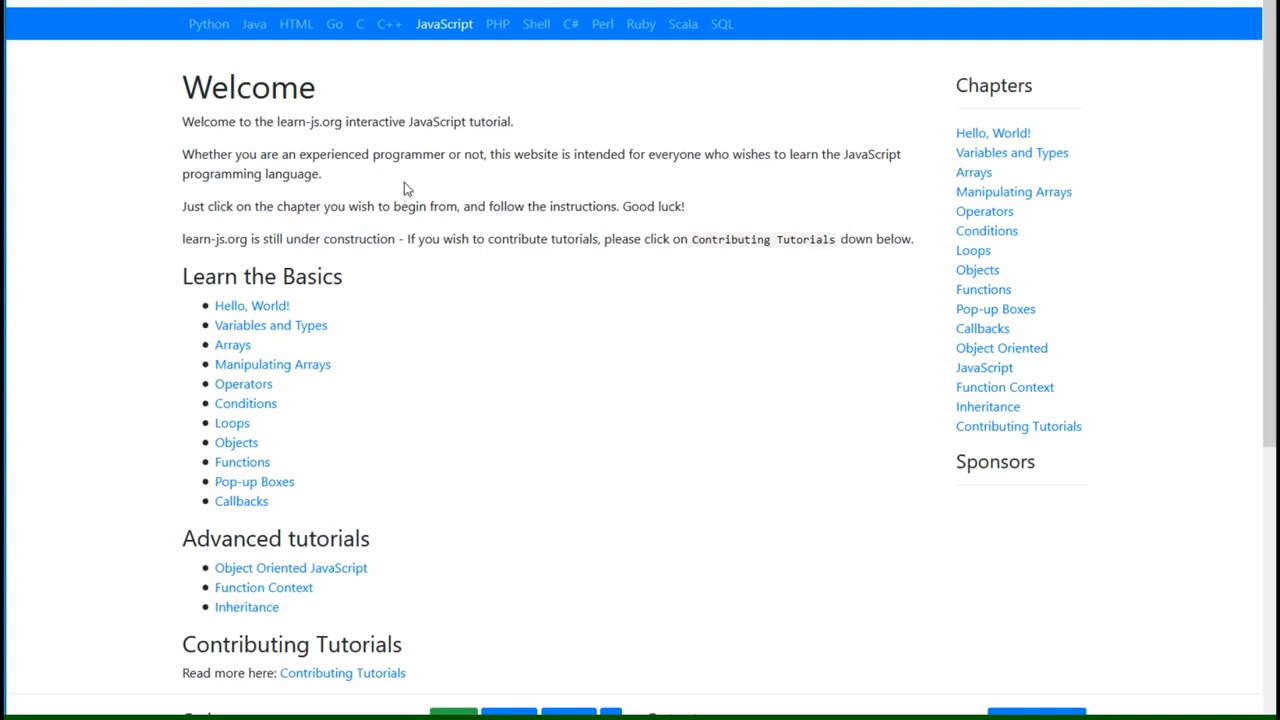 Python Java HTML Go C C++ JavaScript PHP Shell C# Perl Ruby Scala SQL
Welcome
Welcome to the learn-js.org interactive JavaScript tutorial.
Whether you are an experienced programmer or not, this website is intended for everyone who wishes to learn the JavaScript
programming language.
Just click on the chapter you wish to begin from, and follow the instructions. Good luck!
learn-js.org is still under construction - If you wish to contribute tutorials, please click on Contributing Tutorials down below.
Learn the Basics
Hello, World!
Variables and Types
Arrays
Manipulating Arrays
Operators
Conditions
Loops
Objects
Functions
Pop-up Boxes
Callbacks
Advanced tutorials
Object Oriented JavaScript
Function Context
Inheritance
Contributing Tutorials
Read more here: Contributing Tutorials
Chapters
Hello, World!
Variables and Types
Arrays
Manipulating Arrays
Operators
Conditions
Loops
Objects
Functions
Pop-up Boxes
Callbacks
Object Oriented
JavaScript
Function Context
Inheritance
Contributing Tutorials
Sponsors